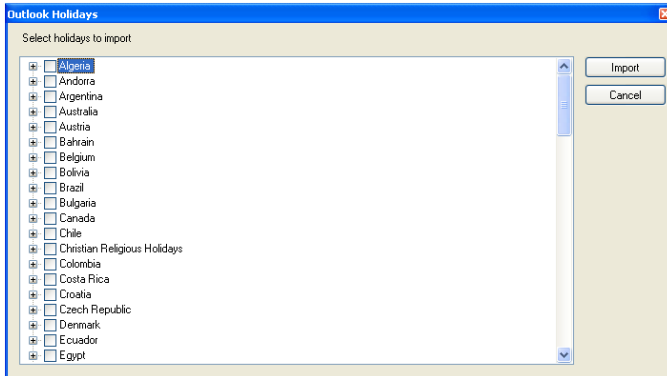 Outlook Holidays
Select holidays to import
Algeria
Andorra
Argentina
Australia
Austria
Bahrain
Belgium
Bolivia
Brazil
Bulgaria
Canada
Chile
Christian Religious Holidays
Colombia
Costa Rica
Croatia
Czech Republic
Denmark
Ecuador
Egypt
Import
Cancel